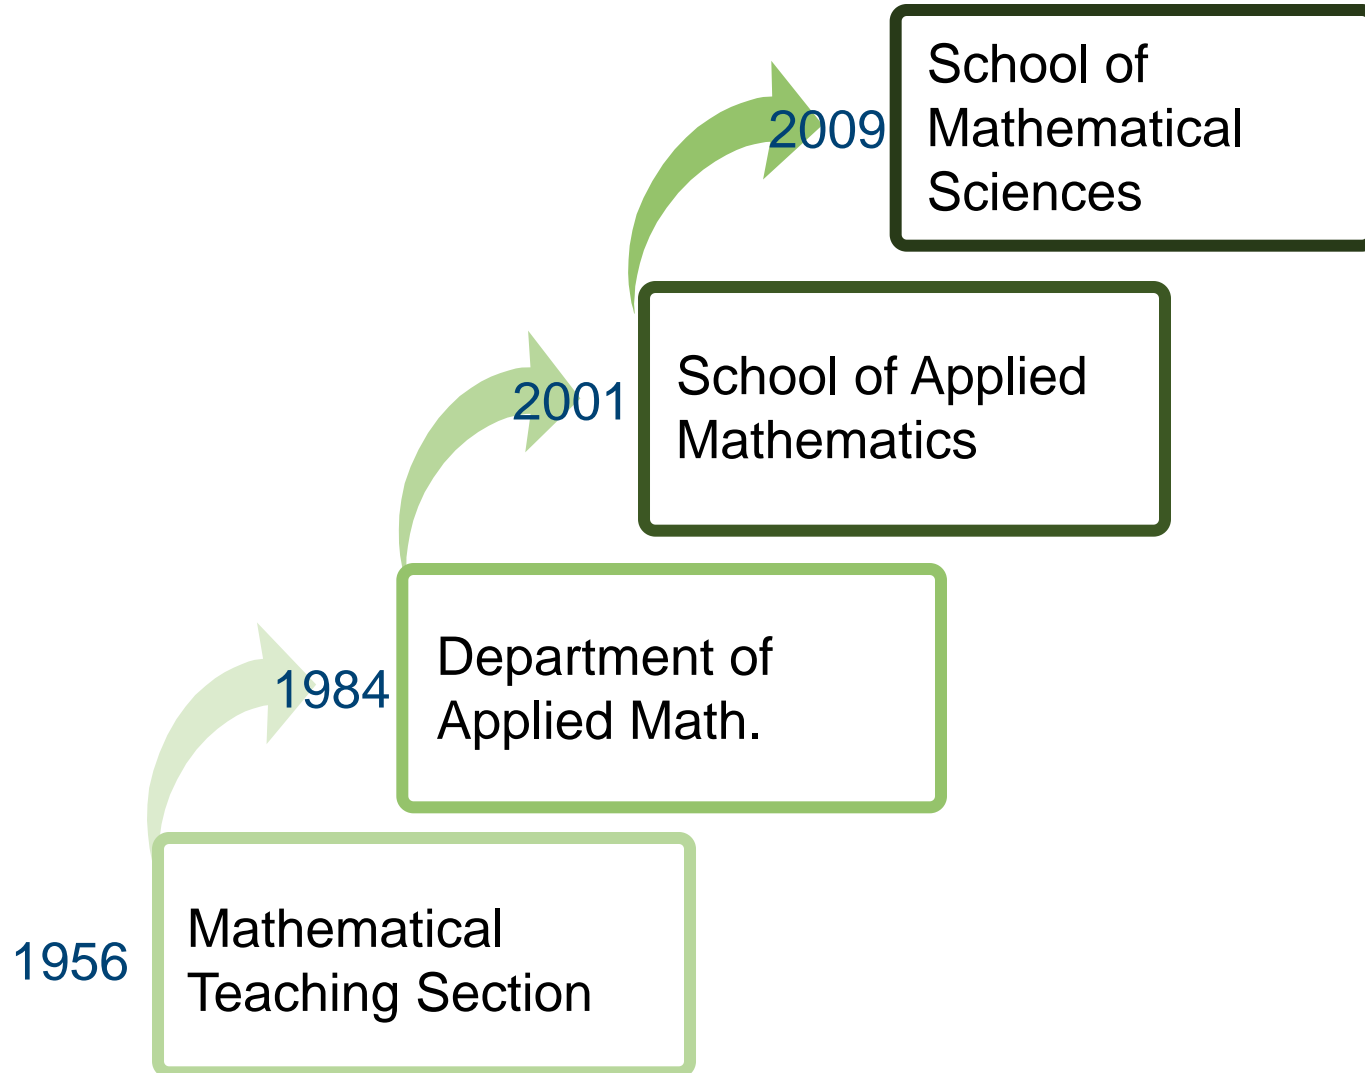 2009
School of
Mathematical
Sciences
2001
School of Applied
Mathematics
1984
Department of
Applied Math.
1956
Mathematical
Teaching Section